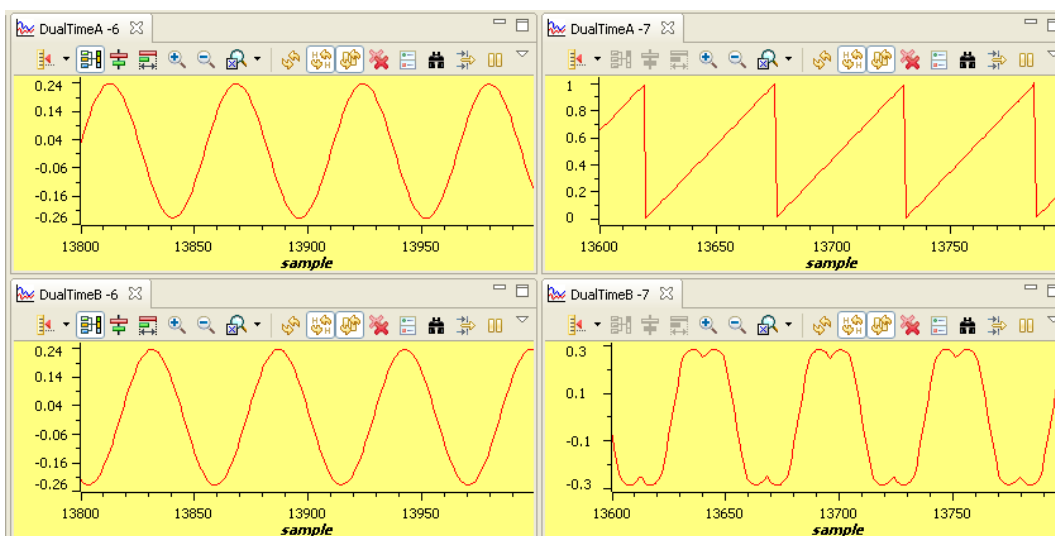 DualTimeA -6
0.24
0.14
0.04
-0.06
-0.16
-0.26
13800 13850 13900 13950
sample
DualTimeA -7
1
0.8
0.6
0.4
0.2
0
13600 13650 13700 13750
sample
DualTimeB -6
0.24
0.14
0.04
-0.06
-0.16
-0.26
13800 13850 13900 13950
sample
DualTimeB -7
0.3
0.1
-0.1
-0.3
13600 13650 13700 13750
sample